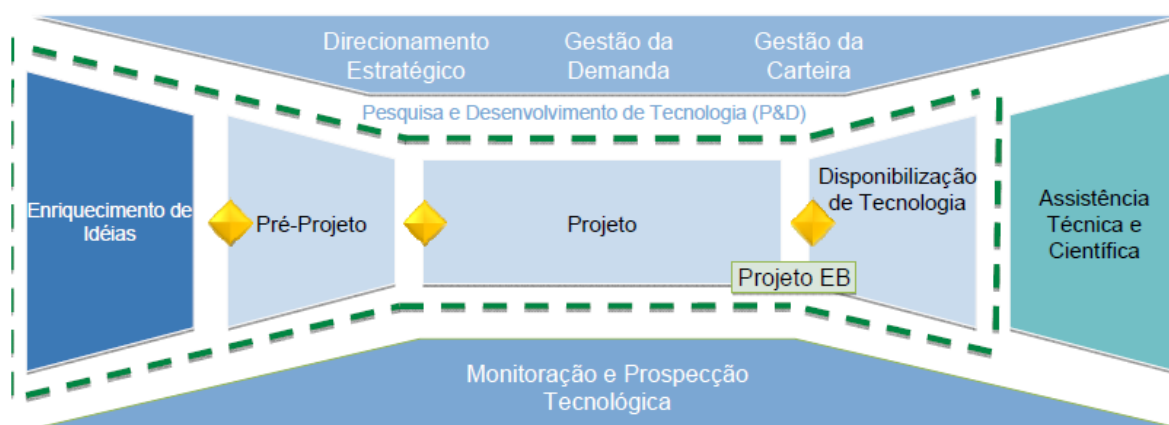 Direcionamento
Estratégico
Gestão da
Demanda
Gestão da
Carteira
Pesquisa e Desenvolvimento de Tecnologia (P&D)
Enriquecimento de
Idéias
Pré-Projeto
Projeto
Disponibilização
de Tecnologia
Projeto EB
Assistência
Técnica e
Científica
Monitoração e Prospecção
Tecnológica